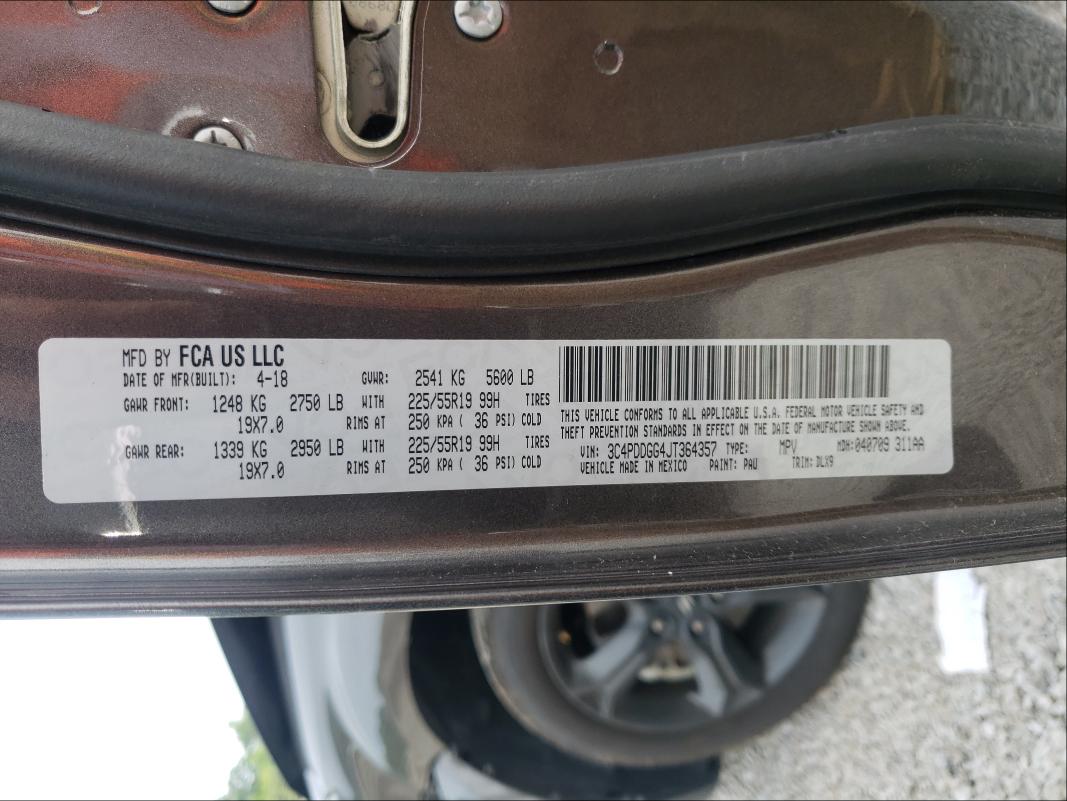 MFD BY FCA US LLC
DATE OF MFR(BUILT): 4-18 GVWR: 2541 KG 5600 LB
GAWR FRONT: 1248 KG 2750 LB WITH 225/55R19 99H TIRES
19X7.0 RIMS AT 250 KPA ( 36 PSI) COLD
GAWR REAR: 1339 KG 2950 LB WITH 225/55R19 99H TIRES
19X7.0 RIMS AT 250 KPA ( 36 PSI) COLD
THIS VEHICLE CONFORMS TO ALL APPLICABLE U.S.A. FEDERAL MOTOR VEHICLE SAFETY AND
THEFT PREVENTION STANDARDS IN EFFECT ON THE DATE OF MANUFACTURE SHOWN ABOVE.
VIN: 3C4PDDGG4JT364357 TYPE: MPV MDH: 040709 311AA
VEHICLE MADE IN MEXICO PAINT: PAU TRIM: DLX9